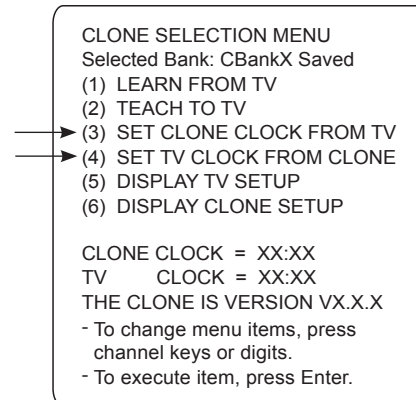 CLONE SELECTION MENU
Selected Bank: CBankX Saved
(1) LEARN FROM TV
(2) TEACH TO TV
(3) SET CLONE CLOCK FROM TV
(4) SET TV CLOCK FROM CLONE
(5) DISPLAY TV SETUP
(6) DISPLAY CLONE SETUP
CLONE CLOCK = XX:XX
TV CLOCK = XX:XX
THE CLONE IS VERSION VX.X.X
- To change menu items, press
channel keys or digits.
- To execute item, press Enter.